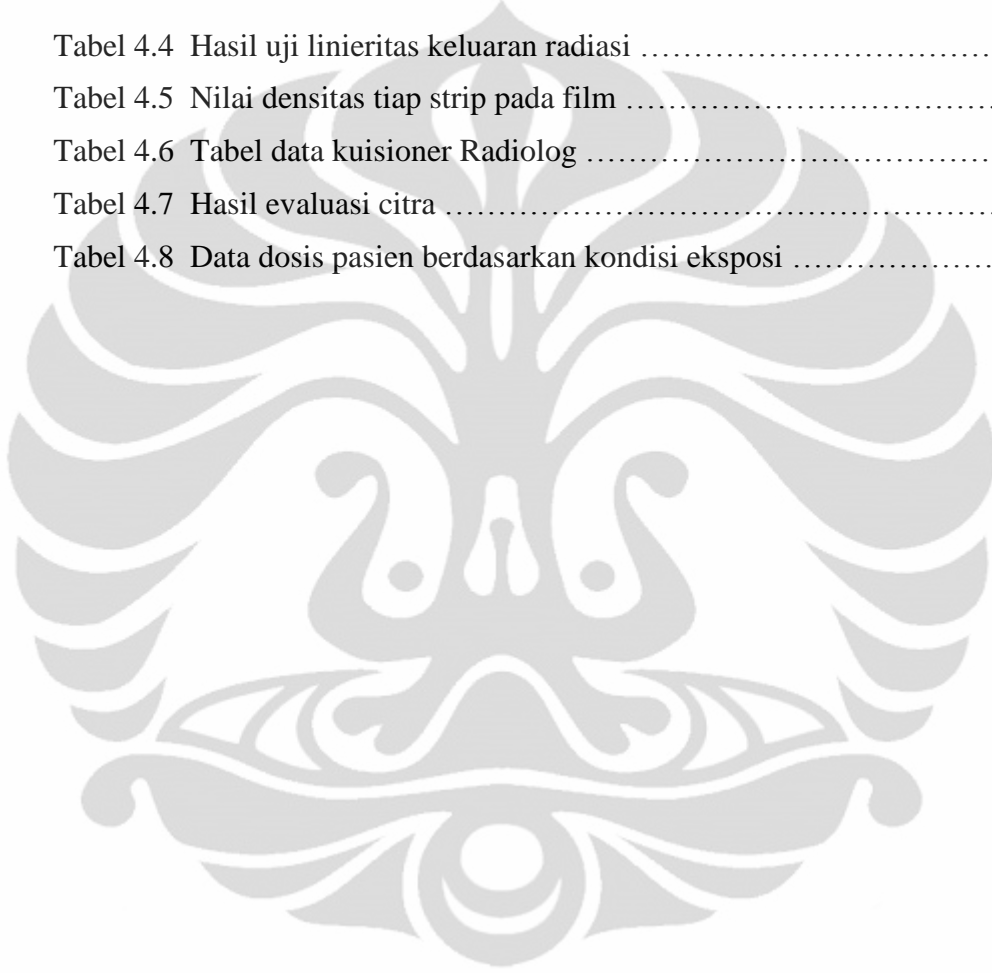 Tabel 4.4 Hasil uji linieritas keluaran radiasi ……………………………
Tabel 4.5 Nilai densitas tiap strip pada film ………………………………
Tabel 4.6 Tabel data kuisioner Radiolog …………………………………
Tabel 4.7 Hasil evaluasi citra ………………………………………………
Tabel 4.8 Data dosis pasien berdasarkan kondisi eksposi ………………